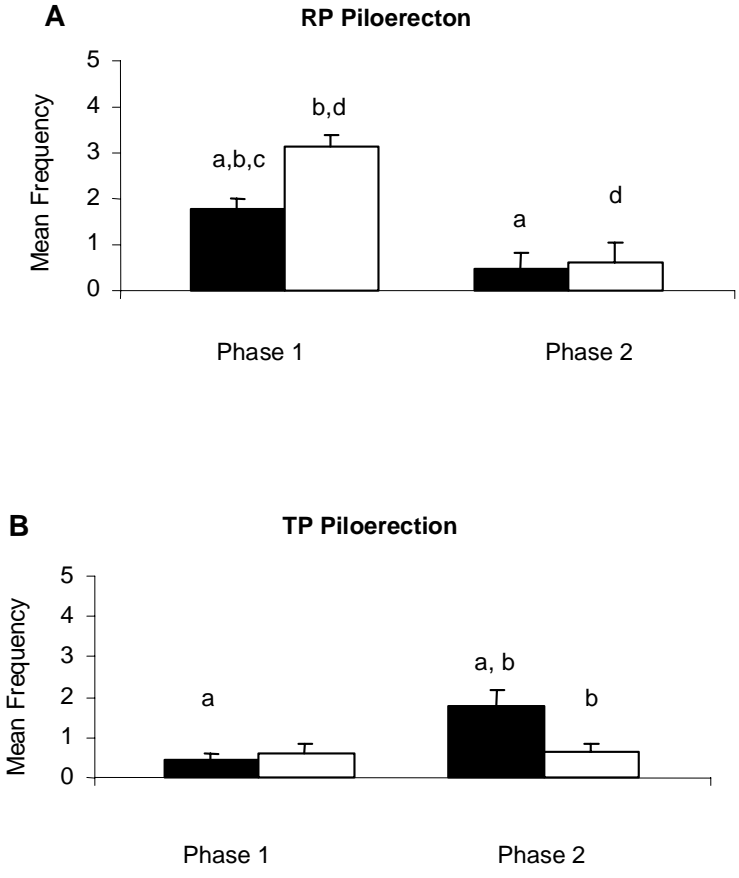 A
RP Piloerecton
Mean Frequency
5
4
3
2
1
0
b,d
a,b,c
d
a
Phase 1 Phase 2
B
TP Piloerection
Mean Frequency
5
4
3
2
1
0
a, b
a
b
Phase 1 Phase 2